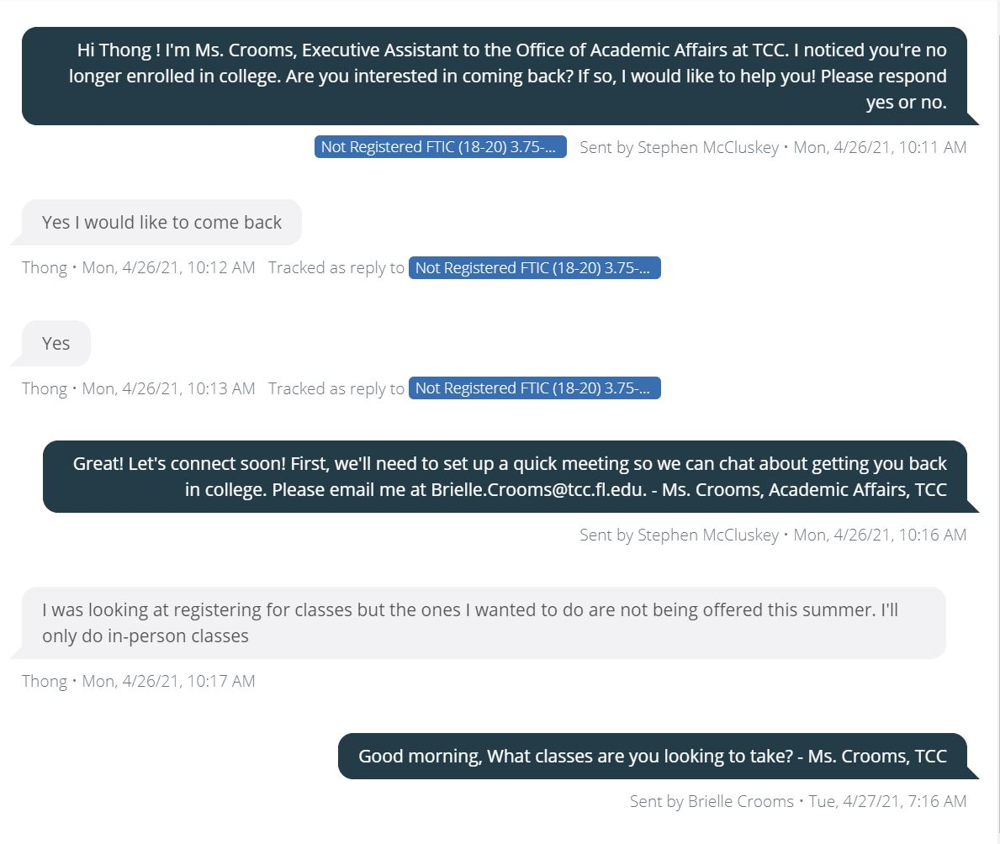 Hi Thong ! I'm Ms. Crooms, Executive Assistant to the Office of Academic Affairs at TCC. I noticed you're no
longer enrolled in college. Are you interested in coming back? If so, I would like to help you! Please respond
yes or no.
Not Registered FTIC (18-20) 3.75-... Sent by Stephen McCluskey • Mon, 4/26/21, 10:11 AM
Yes I would like to come back
Thong • Mon, 4/26/21, 10:12 AM Tracked as reply to Not Registered FTIC (18-20) 3.75-...
Yes
Thong • Mon, 4/26/21, 10:13 AM Tracked as reply to Not Registered FTIC (18-20) 3.75-...
Great! Let's connect soon! First, we'll need to set up a quick meeting so we can chat about getting you back
in college. Please email me at Brielle.Crooms@tcc.fl.edu. - Ms. Crooms, Academic Affairs, TCC
Sent by Stephen McCluskey • Mon, 4/26/21, 10:16 AM
I was looking at registering for classes but the ones I wanted to do are not being offered this summer. I'll
only do in-person classes
Thong • Mon, 4/26/21, 10:17 AM
Good morning, What classes are you looking to take? - Ms. Crooms, TCC
Sent by Brielle Crooms • Tue, 4/27/21, 7:16 AM